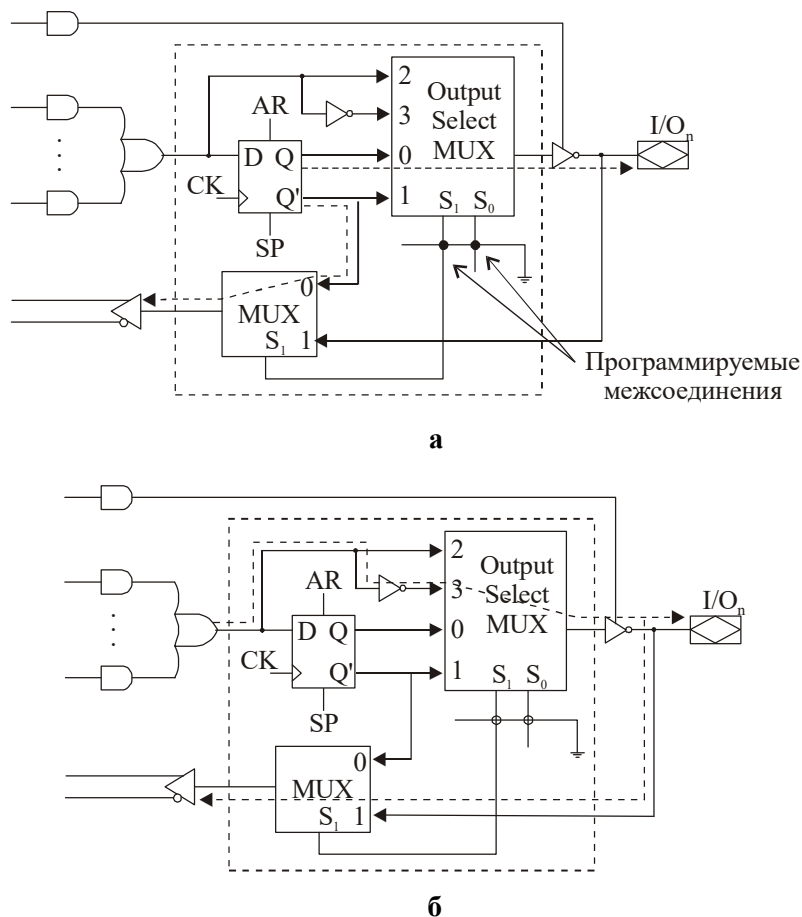 2
Output
Select
MUX
AR
3
I/Oₙ
D Q
0
CK
Q'
1
S₁ S₀
SP
0
MUX
S₁ 1
Программируемые
межсоединения
а
2
Output
Select
MUX
AR
3
I/Oₙ
D Q
0
CK
Q'
1
S₁ S₀
SP
0
MUX
S₁ 1
б